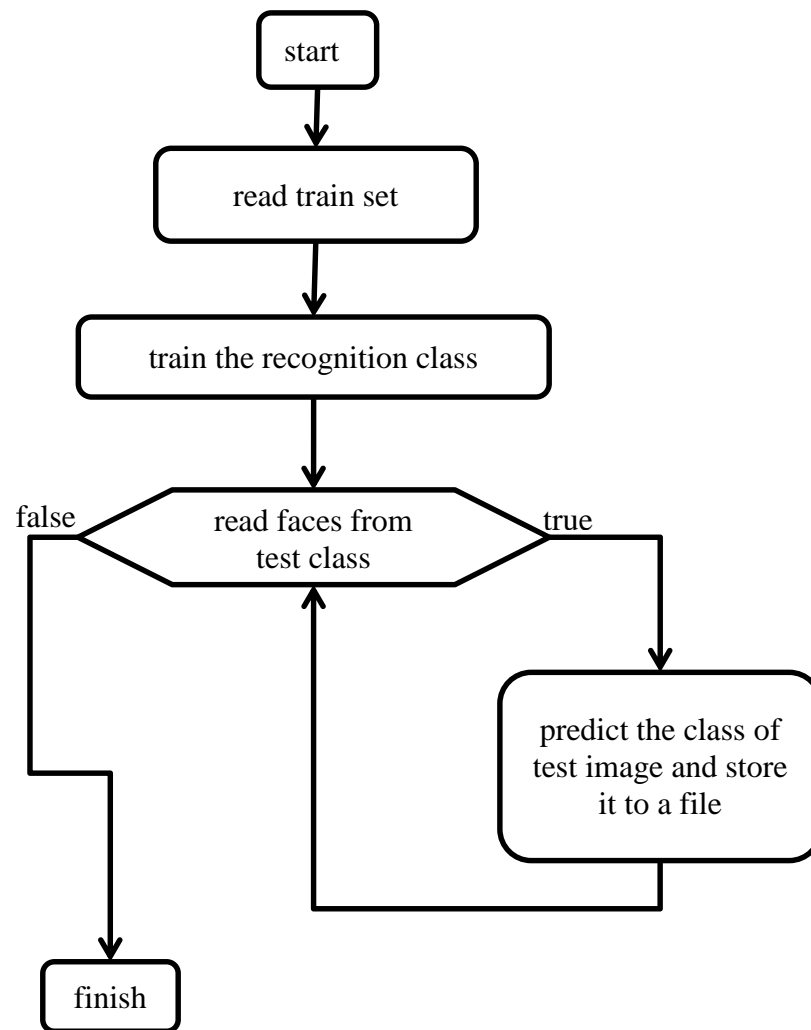 start
read train set
train the recognition class
false
read faces from
true
test class
predict the class of
test image and store
it to a file
finish